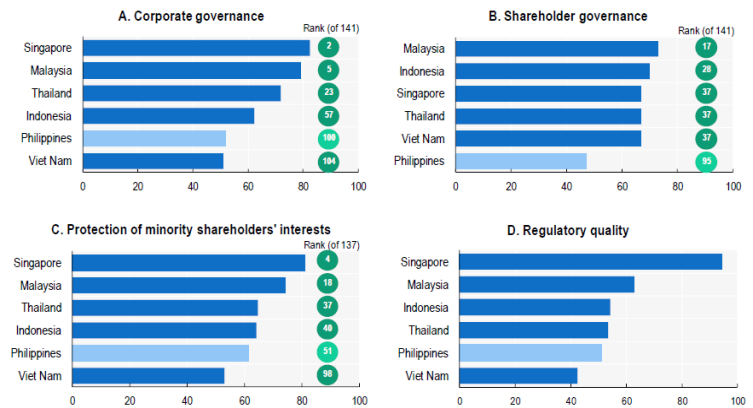 A. Corporate governance
Rank (of 141)
Singapore 2
Malaysia 5
Thailand 23
Indonesia 57
Philippines 100
Viet Nam 104
0 20 40 60 80 100
B. Shareholder governance
Rank (of 141)
Malaysia 17
Indonesia 28
Singapore 37
Thailand 37
Viet Nam 37
Philippines 95
0 20 40 60 80 100
C. Protection of minority shareholders' interests
Rank (of 137)
Singapore 4
Malaysia 18
Thailand 37
Indonesia 40
Philippines 51
Viet Nam 98
0 20 40 60 80 100
D. Regulatory quality
Singapore
Malaysia
Indonesia
Thailand
Philippines
Viet Nam
0 20 40 60 80 100